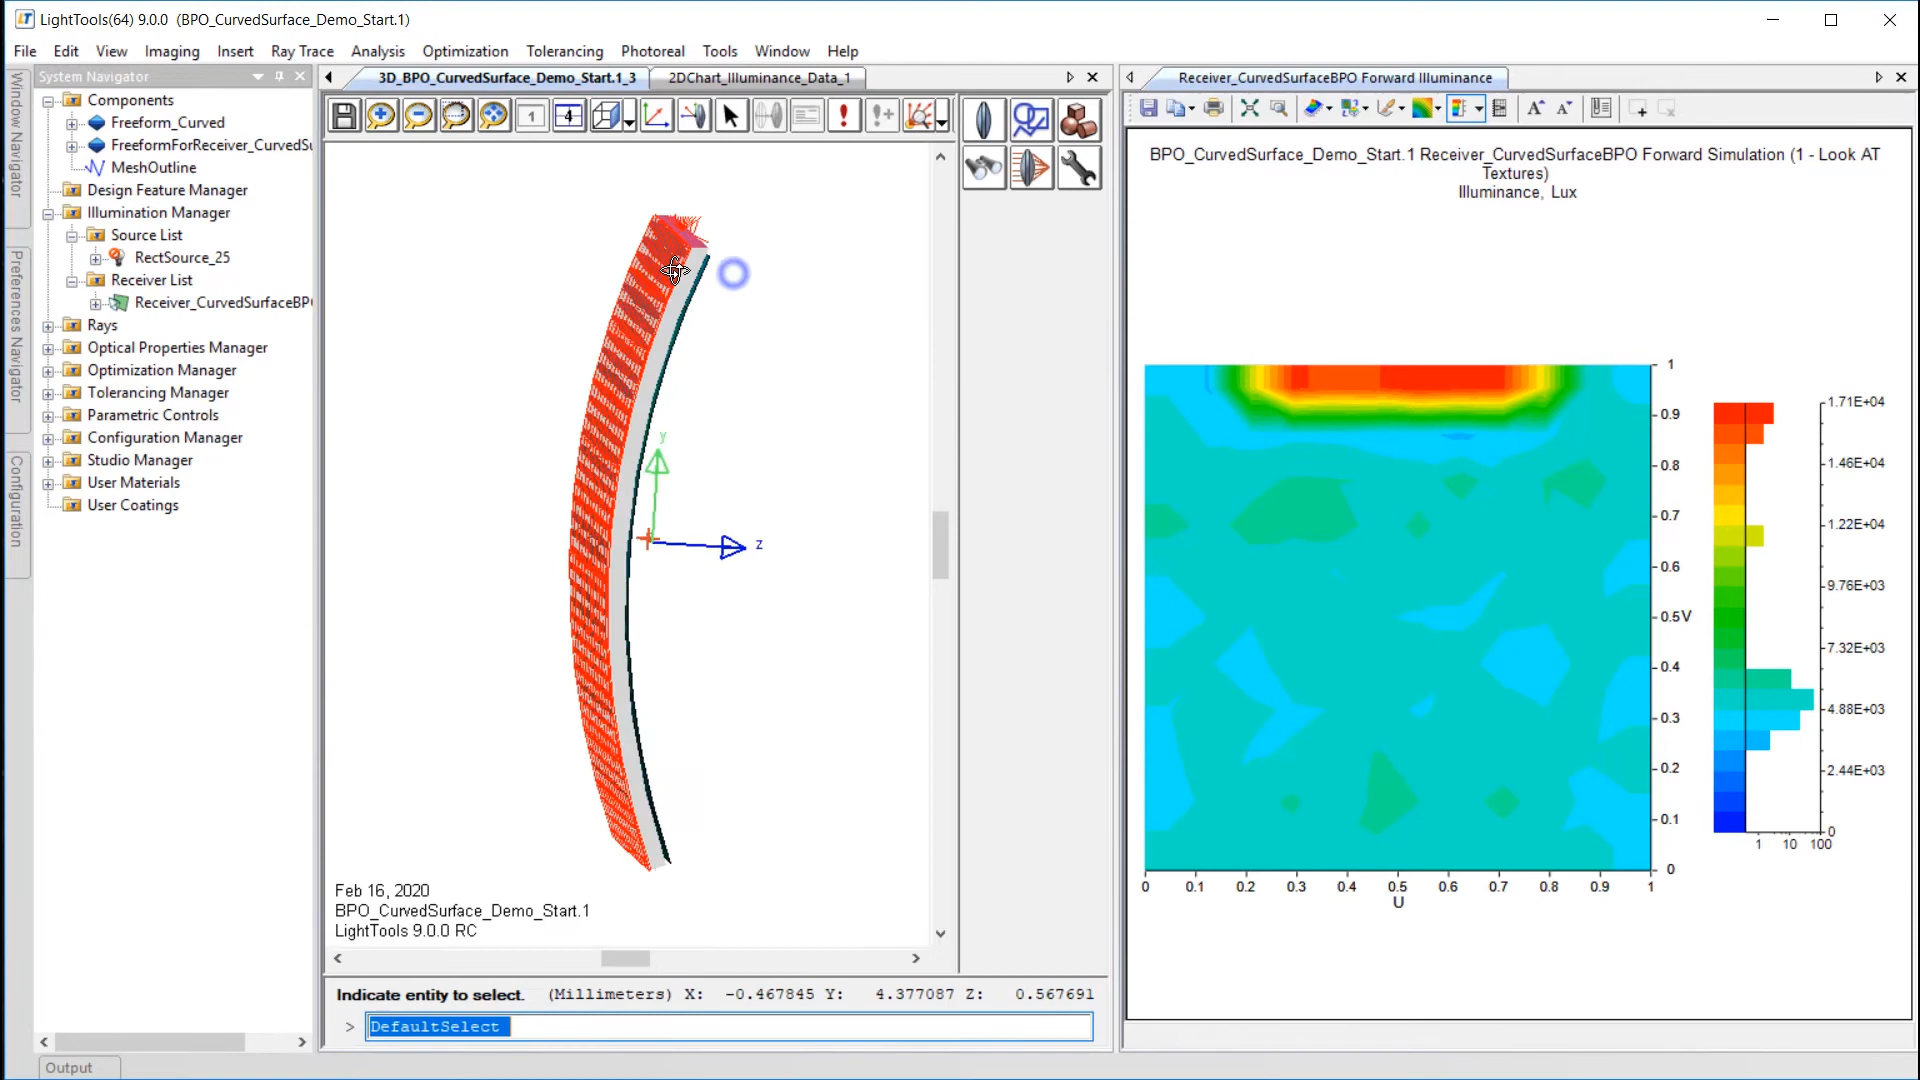 LightTools(64) 9.0.0 (BPO_CurvedSurface_Demo_Start.1)
File Edit View Imaging Insert Ray Trace Analysis Optimization Tolerancing Photoreal Tools Window Help
Window Navigator
Preferences Navigator
Configuration
System Navigator
Components
Freeform_Curved
FreeformForReceiver_CurvedSu
MeshOutline
Design Feature Manager
Illumination Manager
Source List
RectSource_25
Receiver List
Receiver_CurvedSurfaceBPO
Rays
Optical Properties Manager
Optimization Manager
Tolerancing Manager
Parametric Controls
Configuration Manager
Studio Manager
User Materials
User Coatings
Output
3D_BPO_CurvedSurface_Demo_Start.1_3 2DChart_Illuminance_Data_1
1 4
y
z
Feb 16, 2020
BPO_CurvedSurface_Demo_Start.1
LightTools 9.0.0 RC
Indicate entity to select. (Millimeters) X: -0.467845 Y: 4.377087 Z: 0.567691
> DefaultSelect
Receiver_CurvedSurfaceBPO Forward Illuminance
BPO_CurvedSurface_Demo_Start.1 Receiver_CurvedSurfaceBPO Forward Simulation (1 - Look AT
Textures)
Illuminance, Lux
1
0.9
0.8
0.7
0.6
0.5 V
0.4
0.3
0.2
0.1
0
0 0.1 0.2 0.3 0.4 0.5 0.6 0.7 0.8 0.9 1
U
1.71E+04
1.46E+04
1.22E+04
9.76E+03
7.32E+03
4.88E+03
2.44E+03
0
1 10 100